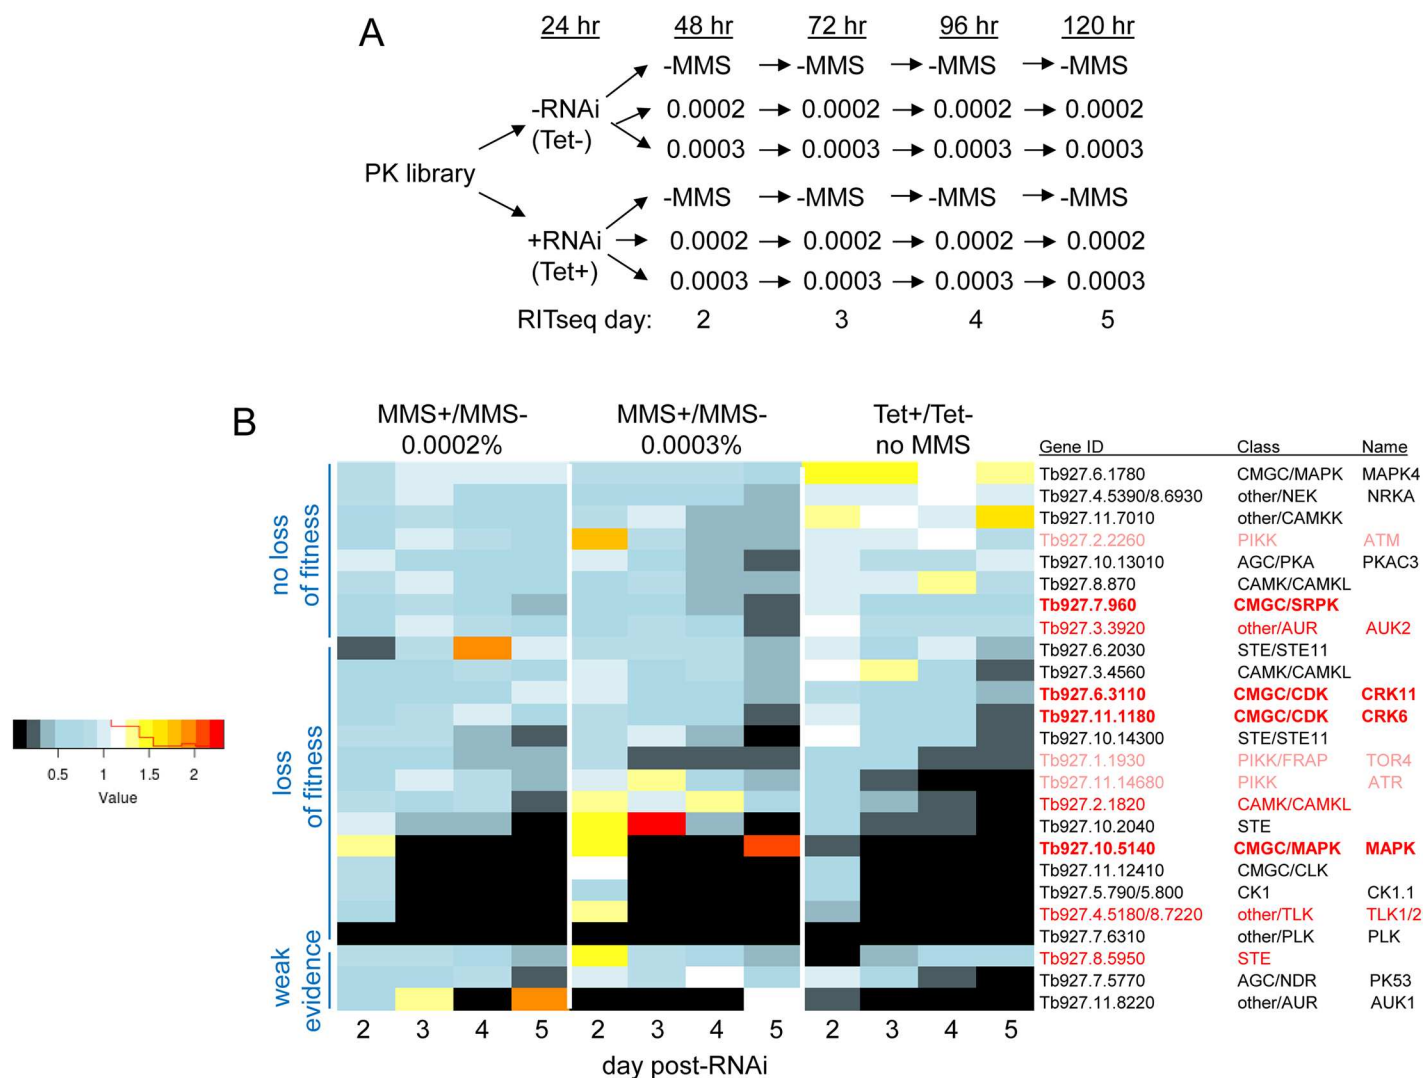 A
24 hr 48 hr 72 hr 96 hr 120 hr
-MMS -MMS -MMS -MMS
-RNAi 0.0002 0.0002 0.0002 0.0002
(Tet-)
0.0003 0.0003 0.0003 0.0003
PK library
-MMS -MMS -MMS -MMS
+RNAi 0.0002 0.0002 0.0002 0.0002
(Tet+) 0.0003 0.0003 0.0003 0.0003
RITseq day: 2 3 4 5
B
MMS+/MMS- MMS+/MMS- Tet+/Tet-
0.0002% 0.0003% no MMS
Gene ID Class Name
Tb927.6.1780 CMGC/MAPK MAPK4
Tb927.4.5390/8.6930 other/NEK NRKA
Tb927.11.7010 other/CAMKK
Tb927.2.2260 PIKK ATM
Tb927.10.13010 AGC/PKA PKAC3
Tb927.8.870 CAMK/CAMKL
Tb927.7.960 CMGC/SRPK
Tb927.3.3920 other/AUR AUK2
Tb927.6.2030 STE/STE11
Tb927.3.4560 CAMK/CAMKL
Tb927.6.3110 CMGC/CDK CRK11
Tb927.11.1180 CMGC/CDK CRK6
Tb927.10.14300 STE/STE11
Tb927.1.1930 PIKK/FRAP TOR4
Tb927.11.14680 PIKK ATR
Tb927.2.1820 CAMK/CAMKL
Tb927.10.2040 STE
Tb927.10.5140 CMGC/MAPK MAPK
Tb927.11.12410 CMGC/CLK
Tb927.5.790/5.800 CK1 CK1.1
Tb927.4.5180/8.7220 other/TLK TLK1/2
Tb927.7.6310 other/PLK PLK
Tb927.8.5950 STE
Tb927.7.5770 AGC/NDR PK53
Tb927.11.8220 other/AUR AUK1
no loss
of fitness
loss
of fitness
weak
evidence
0.5 1 1.5 2
Value
2 3 4 5 2 3 4 5 2 3 4 5
day post-RNAi